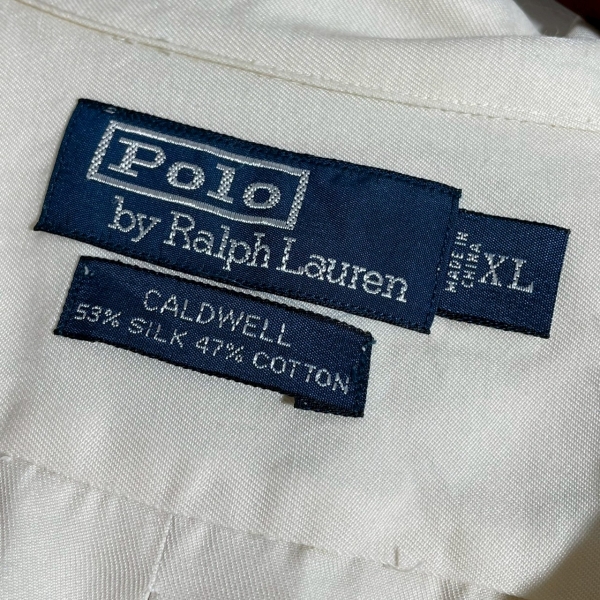 Polo
by Ralph Lauren
MADE IN
CHINA
XL
CALDWELL
53% SILK 47% COTTON